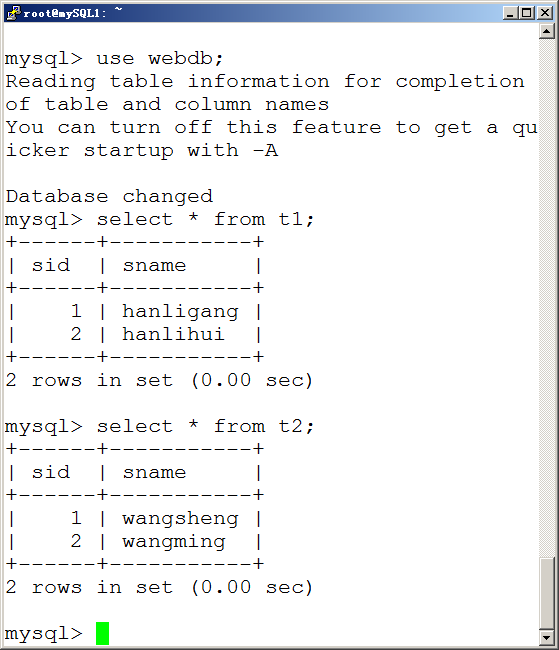 root@mySQL1: ~
mysql> use webdb;
Reading table information for completion
of table and column names
You can turn off this feature to get a qu
icker startup with -A
Database changed
mysql> select * from t1;
+------+-----------+
| sid  | sname     |
+------+-----------+
|    1 | hanligang |
|    2 | hanlihui  |
+------+-----------+
2 rows in set (0.00 sec)
mysql> select * from t2;
+------+-----------+
| sid  | sname     |
+------+-----------+
|    1 | wangsheng |
|    2 | wangming  |
+------+-----------+
2 rows in set (0.00 sec)
mysql>